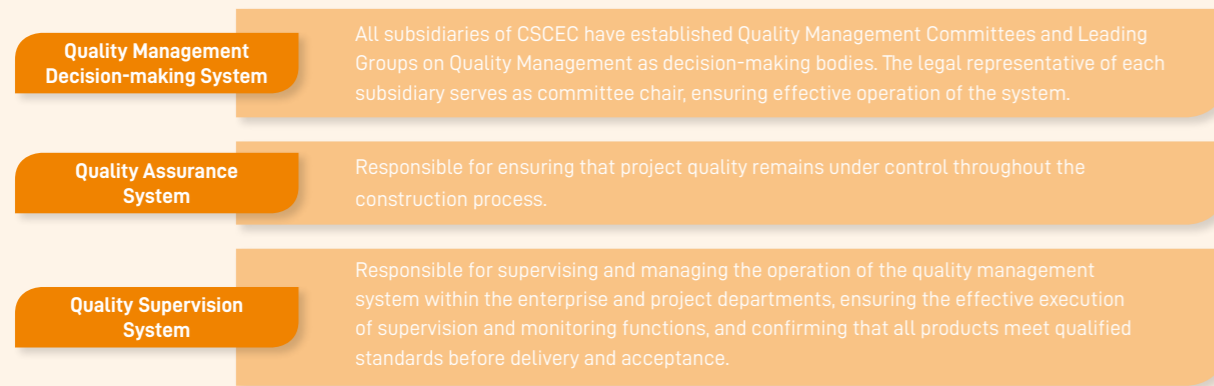 Quality Management
Decision-making System
All subsidiaries of CSCEC have established Quality Management Committees and Leading
Groups on Quality Management as decision-making bodies. The legal representative of each
subsidiary serves as committee chair, ensuring effective operation of the system.
Quality Assurance
System
Responsible for ensuring that project quality remains under control throughout the
construction process.
Quality Supervision
System
Responsible for supervising and managing the operation of the quality management
system within the enterprise and project departments, ensuring the effective execution
of supervision and monitoring functions, and confirming that all products meet qualified
standards before delivery and acceptance.